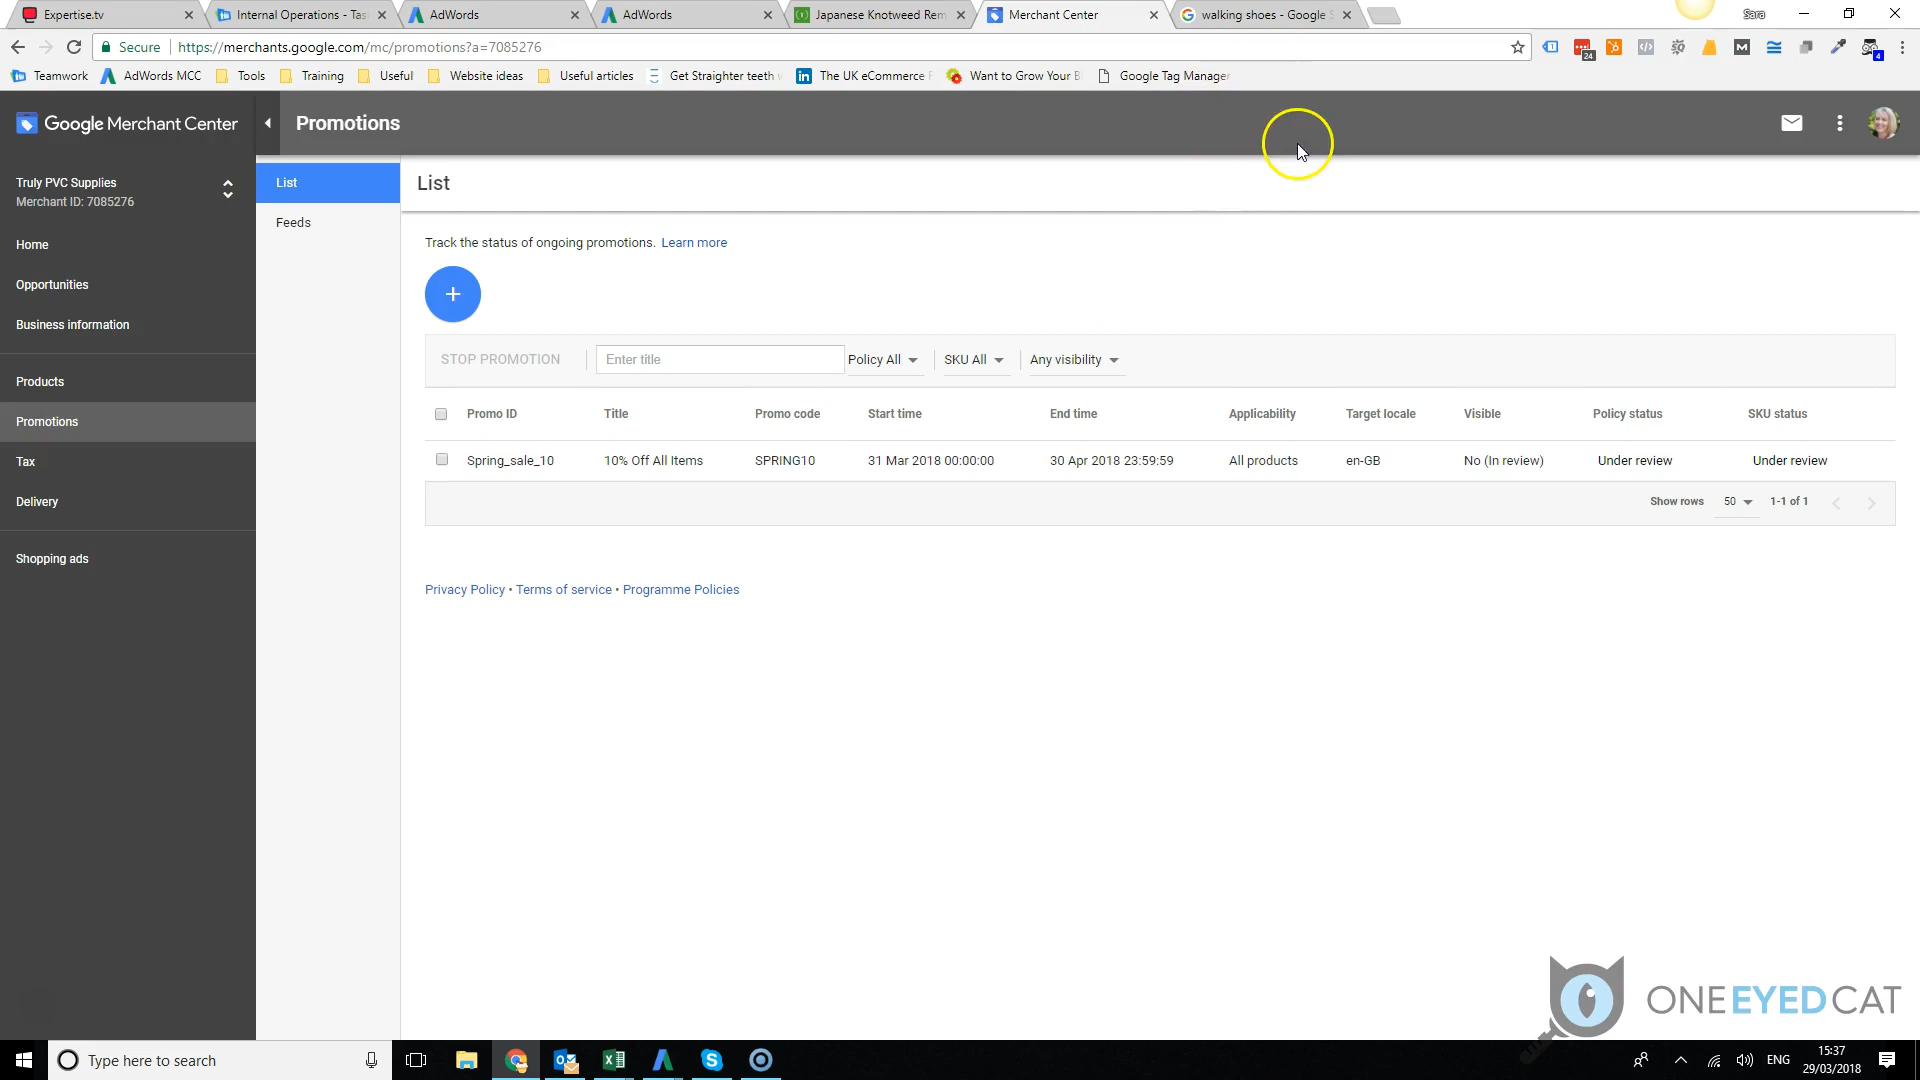 Expertise.tv
Internal Operations - Tas
AdWords
AdWords
Japanese Knotweed Rem
Merchant Center
walking shoes - Google S
Sara
Secure
https://merchants.google.com/mc/promotions?a=7085276
24
4
Teamwork
AdWords MCC
Tools
Training
Useful
Website ideas
Useful articles
Get Straighter teeth
The UK eCommerce
Want to Grow Your B
Google Tag Manager
Google Merchant Center
Promotions
Truly PVC Supplies
Merchant ID: 7085276
Home
Opportunities
Business information
Products
Promotions
Tax
Delivery
Shopping ads
List
Feeds
List
Track the status of ongoing promotions. Learn more
+
STOP PROMOTION
Enter title
Policy All
SKU All
Any visibility
Promo ID Title Promo code Start time End time Applicability Target locale Visible Policy status SKU status
Spring_sale_10 10% Off All Items SPRING10 31 Mar 2018 00:00:00 30 Apr 2018 23:59:59 All products en-GB No (In review) Under review Under review
Show rows 50 1-1 of 1
Privacy Policy • Terms of service • Programme Policies
ONEEYEDCAT
Type here to search
ENG
15:37
29/03/2018